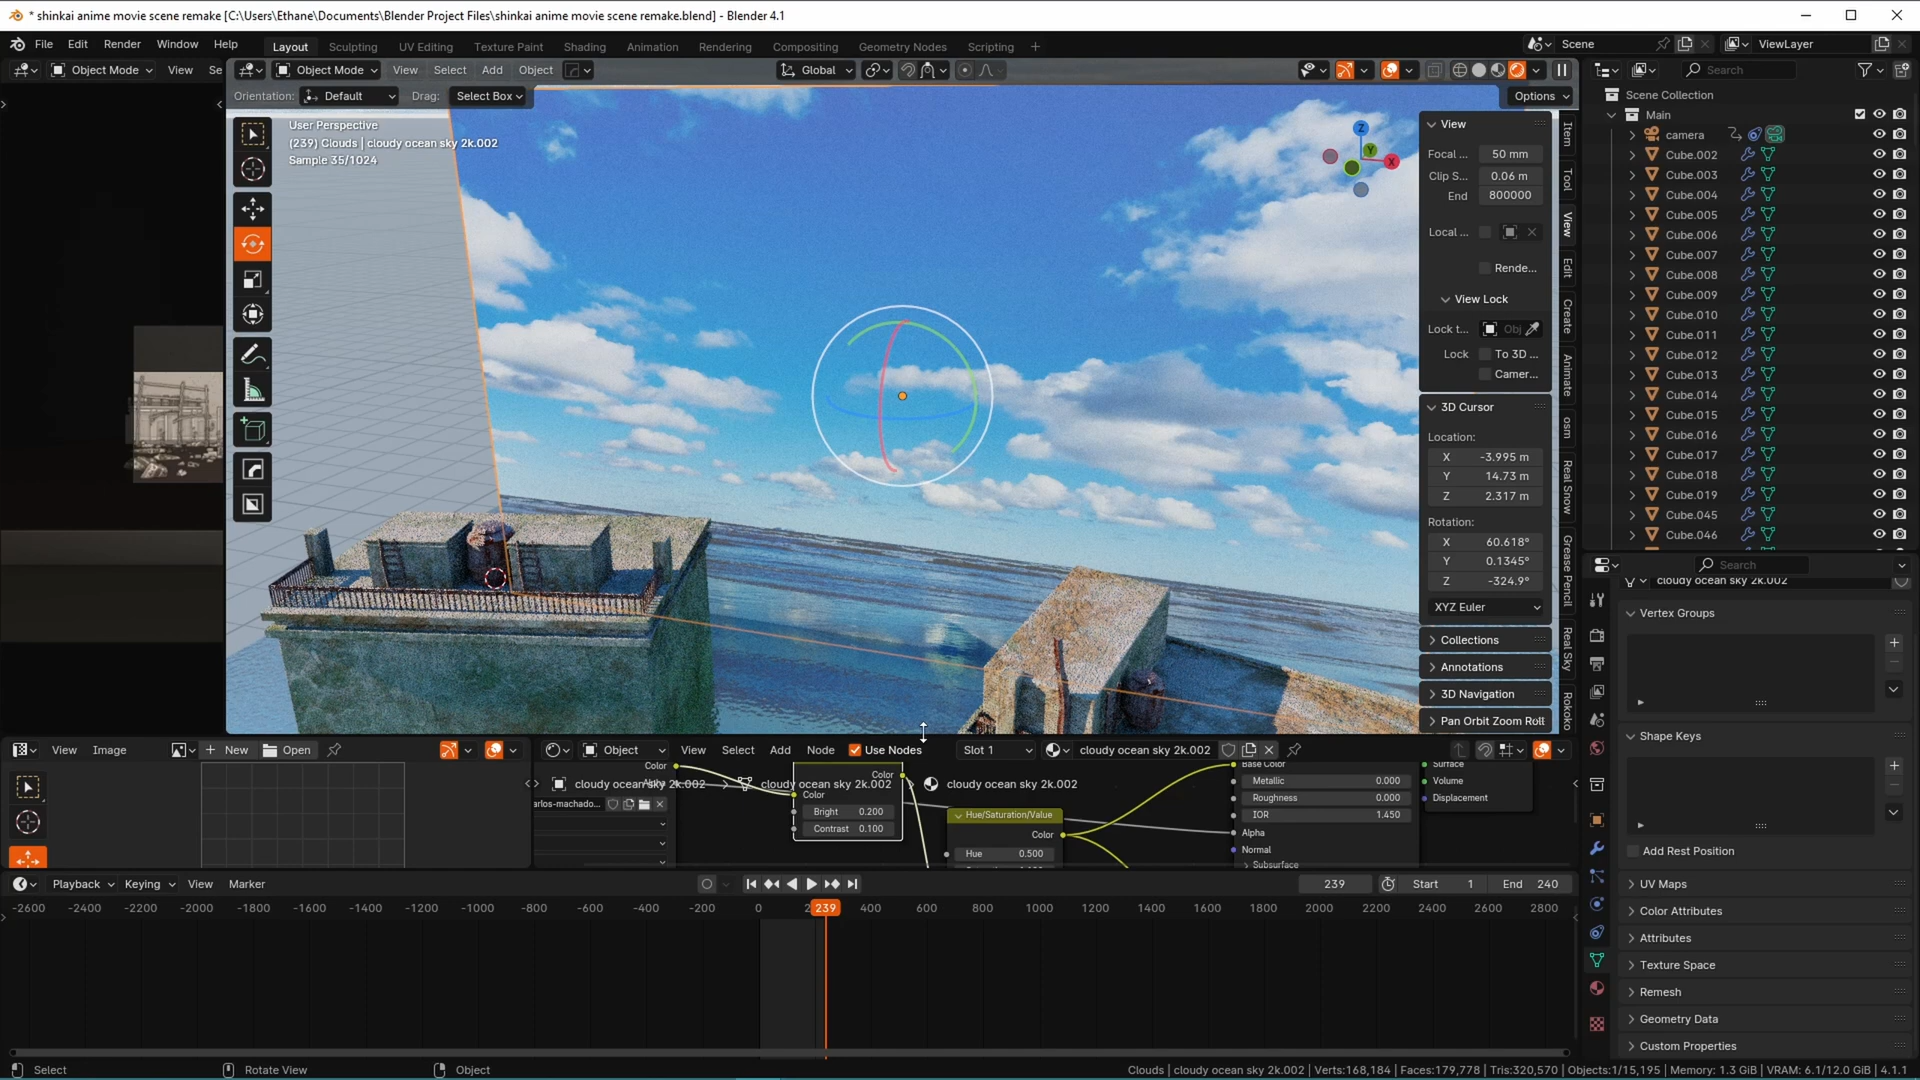 * shinkai anime movie scene remake [C:\Users\Ethane\Documents\Blender Project Files\shinkai anime movie scene remake.blend] - Blender 4.1
File Edit Render Window Help
Layout Sculpting UV Editing Texture Paint Shading Animation Rendering Compositing Geometry Nodes Scripting +
Scene
ViewLayer
Object Mode View Se
Object Mode View Select Add Object
Global
Search
Orientation: Default Drag: Select Box
Options
User Perspective
(239) Clouds | cloudy ocean sky 2k.002
Sample 35/1024
Z
Y
X
View
Focal ... 50 mm
Clip S... 0.06 m
End 800000
Local ...
Rende...
View Lock
Lock t... Obj
Lock To 3D ...
Camer...
3D Cursor
Location:
X -3.995 m
Y 14.73 m
Z 2.317 m
Rotation:
X 60.618°
Y 0.1345°
Z -324.9°
XYZ Euler
Collections
Annotations
3D Navigation
Pan Orbit Zoom Roll
Item
Tool
View
Edit
Create
Animate
osm
Real Snow
Grease Pencil
Real Sky
Rokoko
Scene Collection
Main
camera
Cube.002
Cube.003
Cube.004
Cube.005
Cube.006
Cube.007
Cube.008
Cube.009
Cube.010
Cube.011
Cube.012
Cube.013
Cube.014
Cube.015
Cube.016
Cube.017
Cube.018
Cube.019
Cube.045
Cube.046
Search
cloudy ocean sky 2k.002
Vertex Groups
Shape Keys
Add Rest Position
UV Maps
Color Attributes
Attributes
Texture Space
Remesh
Geometry Data
Custom Properties
View Image + New Open
Object View Select Add Node Use Nodes Slot 1 cloudy ocean sky 2k.002
cloudy ocean sky 2k.002 > cloudy ocean sky 2k.002 > cloudy ocean sky 2k.002
Color
Alpha
arlos-machado...
Color
Color
Bright 0.200
Contrast 0.100
Hue/Saturation/Value
Color
Hue 0.500
Base Color
Metallic 0.000
Roughness 0.000
IOR 1.450
Alpha
Normal
Subsurface
Surface
Volume
Displacement
Playback Keying View Marker
239
Start 1
End 240
-2600 -2400 -2200 -2000 -1800 -1600 -1400 -1200 -1000 -800 -600 -400 -200 0 2 239 400 600 800 1000 1200 1400 1600 1800 2000 2200 2400 2600 2800
Select Rotate View Object
Clouds | cloudy ocean sky 2k.002 | Verts:168,184 | Faces:179,778 | Tris:320,570 | Objects:1/15,195 | Memory: 1.3 GiB | VRAM: 6.1/12.0 GiB | 4.1.1